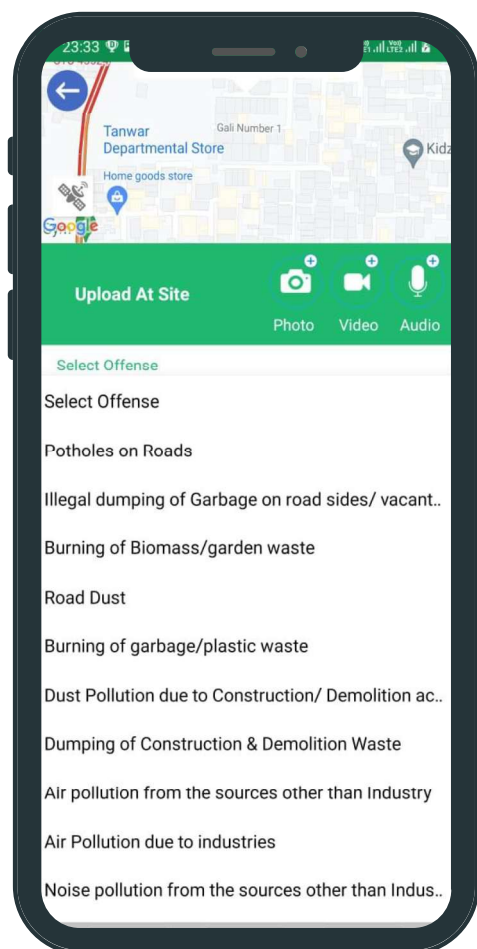 23:33
Gali Number 1
Tanwar
Departmental Store
Kidz
Home goods store
Google
Upload At Site
Photo Video Audio
Select Offense
Select Offense
Potholes on Roads
Illegal dumping of Garbage on road sides/ vacant..
Burning of Biomass/garden waste
Road Dust
Burning of garbage/plastic waste
Dust Pollution due to Construction/ Demolition ac..
Dumping of Construction & Demolition Waste
Air pollution from the sources other than Industry
Air Pollution due to industries
Noise pollution from the sources other than Indus..